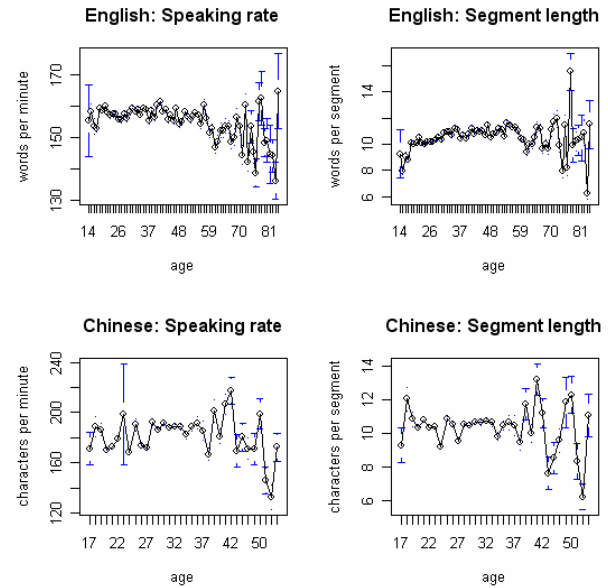 English: Speaking rate
words per minute
130 150 170
14 26 37 48 59 70 81
age
English: Segment length
words per segment
6 8 10 12 14
14 26 37 48 59 70 81
age
Chinese: Speaking rate
characters per minute
120 160 200 240
17 22 27 32 37 42 50
age
Chinese: Segment length
characters per segment
6 8 10 12 14
17 22 27 32 37 42 50
age